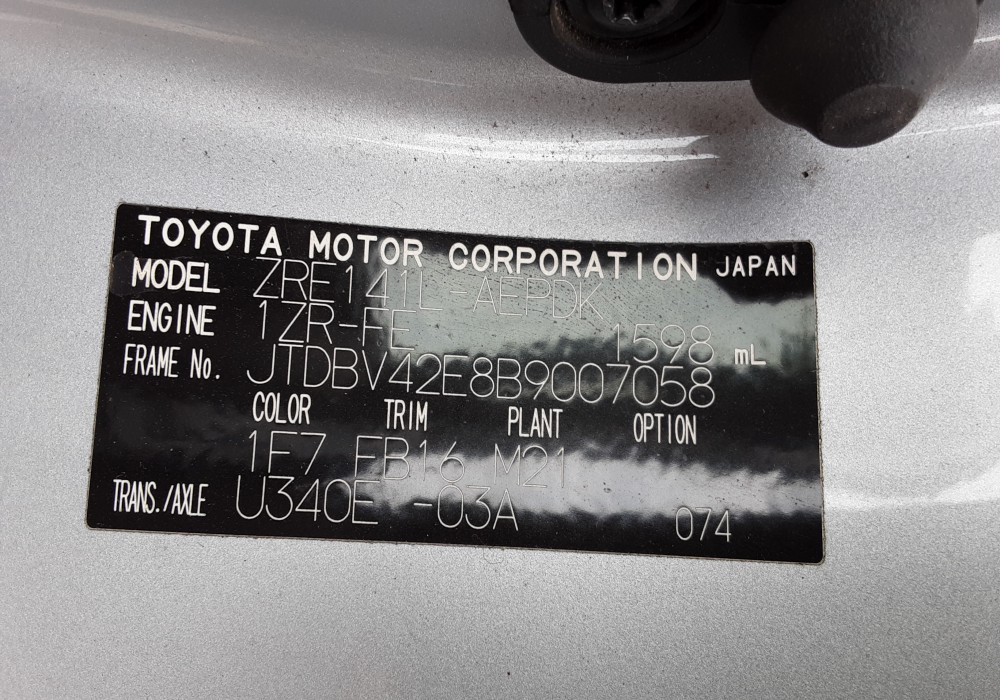 TOYOTA MOTOR CORPORATION JAPAN
MODEL ZRE141L-AEPDK
ENGINE 1ZR-FE 1598 mL
FRAME No. JTDBV42E8B9007058
COLOR TRIM PLANT OPTION
1F7 FB16 M21
TRANS./AXLE U340E -03A 074